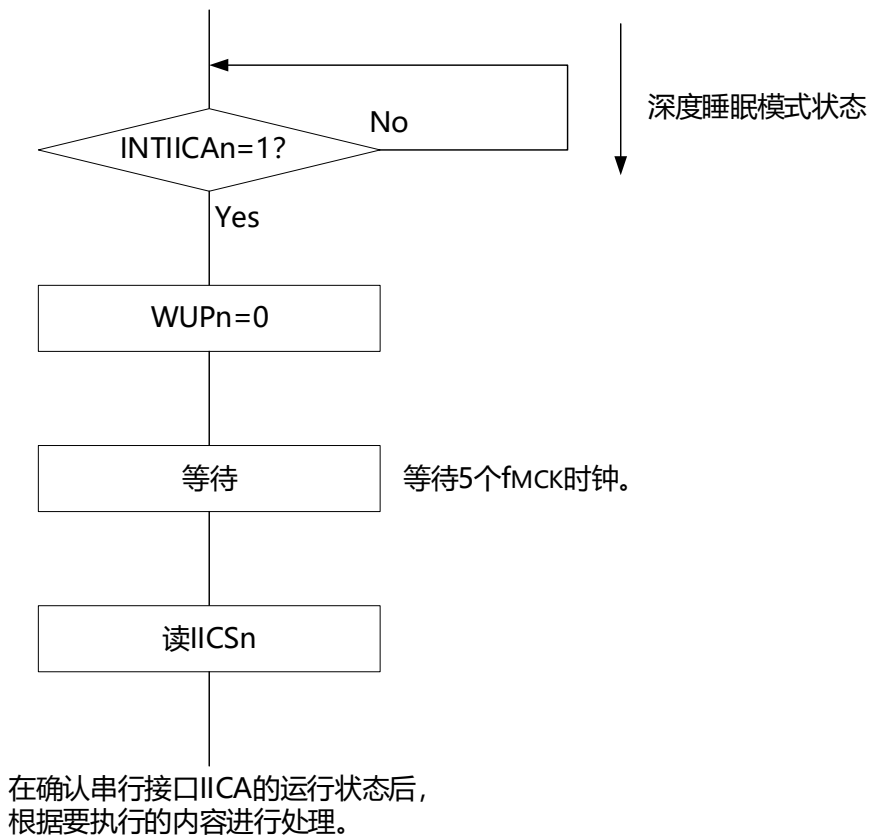 深度睡眠模式状态
No
INTIICAn=1?
Yes
WUPn=0
等待
等待5个fMCK时钟。
读IICSn
在确认串行接口IICA的运行状态后，
根据要执行的内容进行处理。